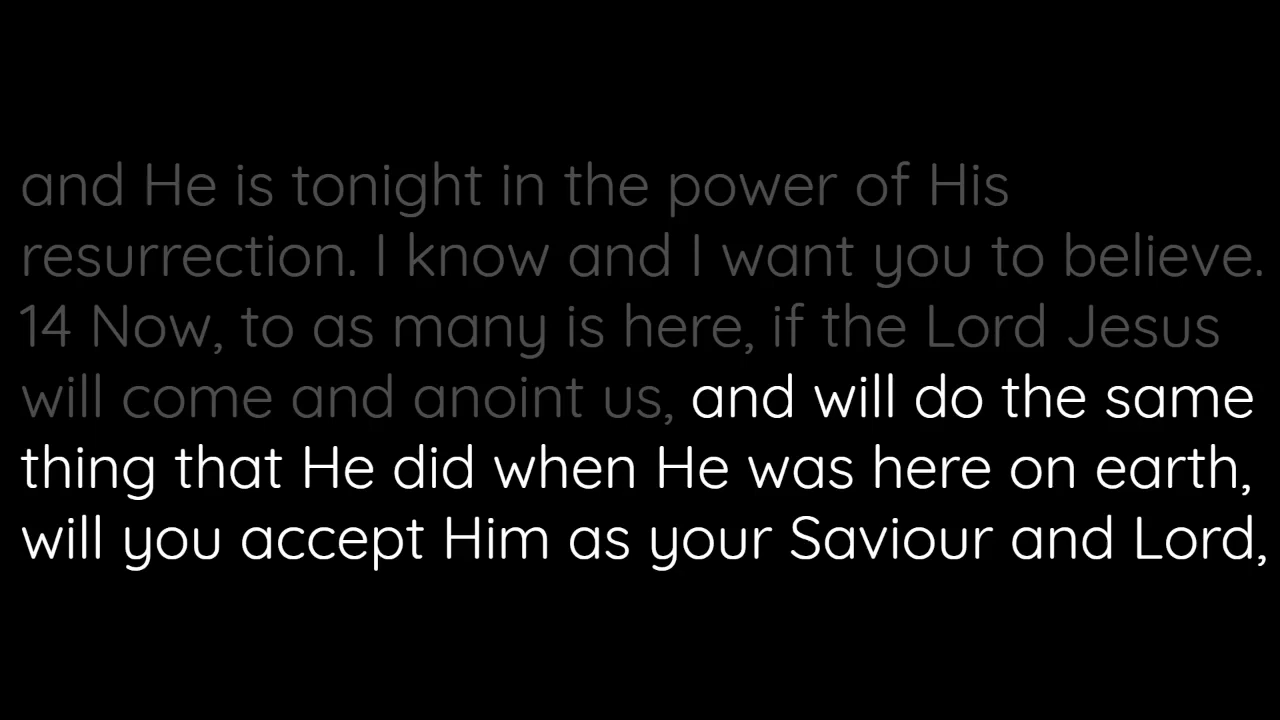 and He is tonight in the power of His
resurrection. I know and I want you to believe.
14 Now, to as many is here, if the Lord Jesus
will come and anoint us, and will do the same
thing that He did when He was here on earth,
will you accept Him as your Saviour and Lord,